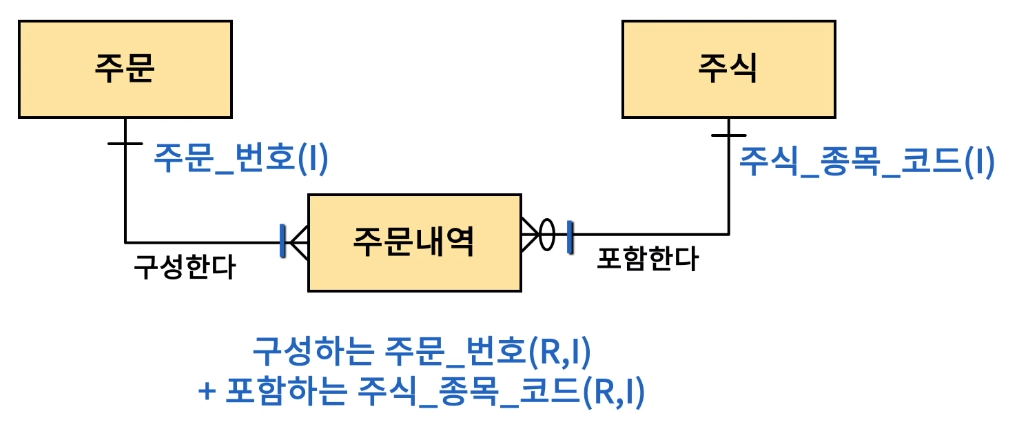 주문
주식
주문_번호(I)
주식_종목_코드(I)
주문내역
구성한다
포함한다
구성하는 주문_번호(R,I)
+ 포함하는 주식_종목_코드(R,I)